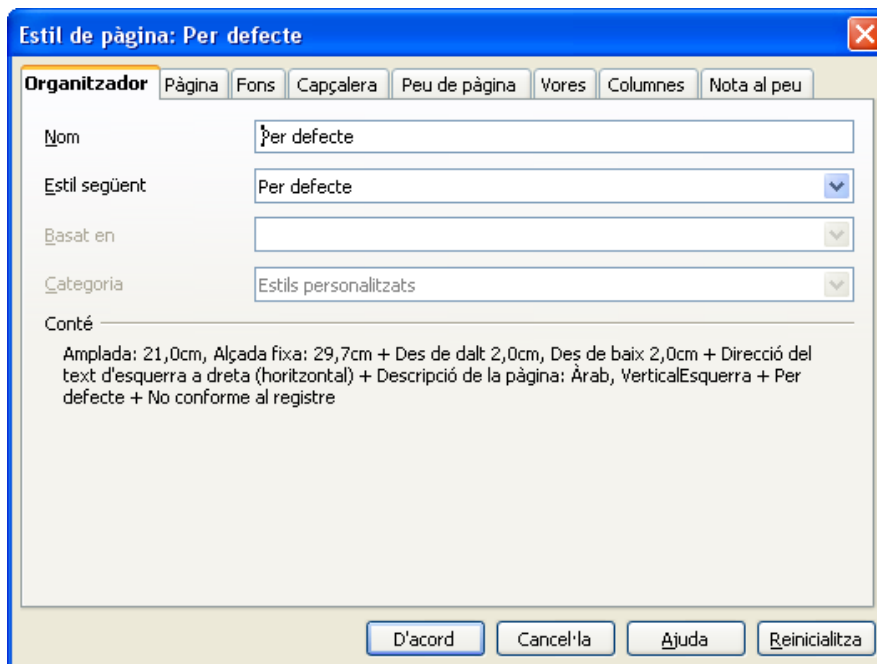 Estil de pàgina: Per defecte
Organitzador Pàgina Fons Capçalera Peu de pàgina Vores Columnes Nota al peu
Nom Per defecte
Estil següent Per defecte
Basat en
Categoria Estils personalitzats
Conté
Amplada: 21,0cm, Alçada fixa: 29,7cm + Des de dalt 2,0cm, Des de baix 2,0cm + Direcció del
text d'esquerra a dreta (horitzontal) + Descripció de la pàgina: Àrab, VerticalEsquerra + Per
defecte + No conforme al registre
D'acord Cancel·la Ajuda Reinicialitza